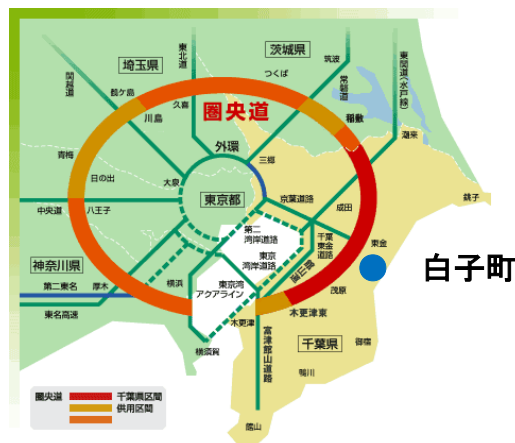 茨城県
埼玉県
東北道
筑波
東関道(水戸線)
つくば
常磐道
関越道
鶴ケ島
久喜
圏央道
稲敷
川島
外環
潮来
青梅
三郷
日の出
大泉
京葉道路
成田
銚子
東京都
中央道
八王子
第二
湾岸道路
千葉
東金
道路
東金
白子町
神奈川県
東京
湾岸道路
館山道
第二東名
厚木
横浜
東京湾
アクアライン
茂原
東名高速
木更津
木更津東
横須賀
富津館山道路
千葉県
御宿
鴨川
館山
圏央道
千葉県区間
供用区間